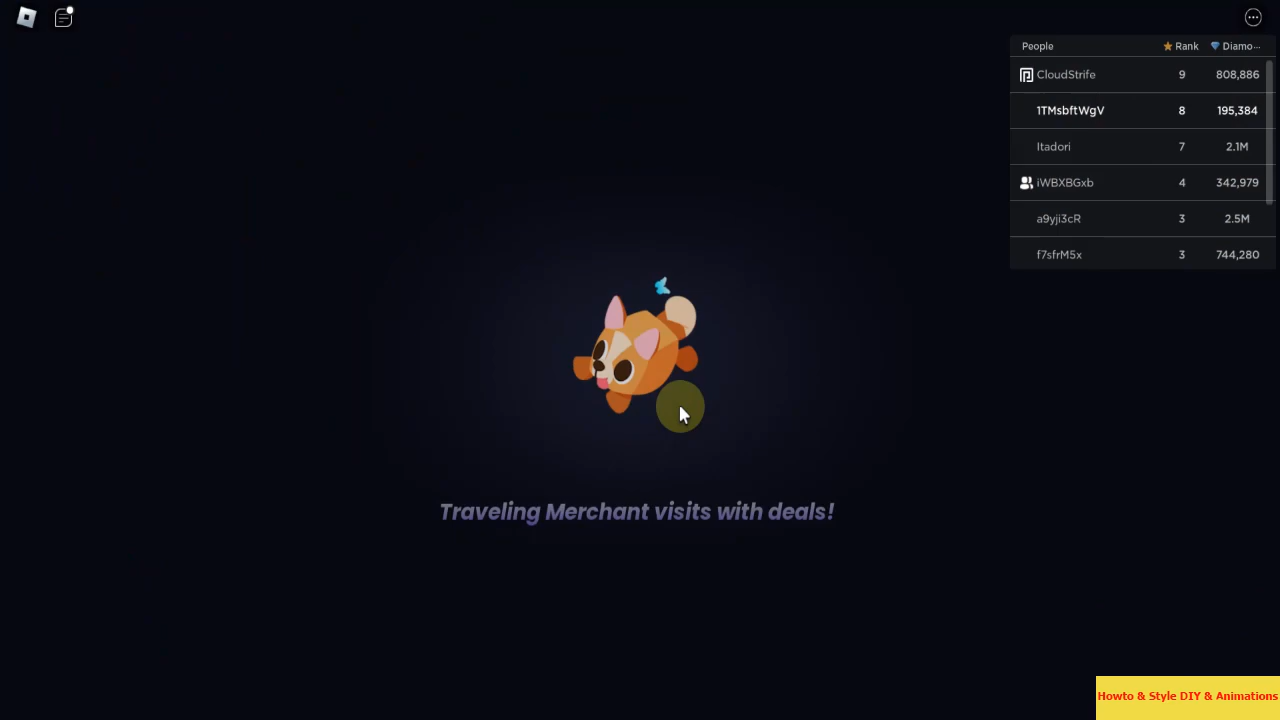 People Rank Diamo...
CloudStrife 9 808,886
1TMsbftWgV 8 195,384
Itadori 7 2.1M
iWBXBGxb 4 342,979
a9yji3cR 3 2.5M
f7sfrM5x 3 744,280
Traveling Merchant visits with deals!
Howto & Style DIY & Animations